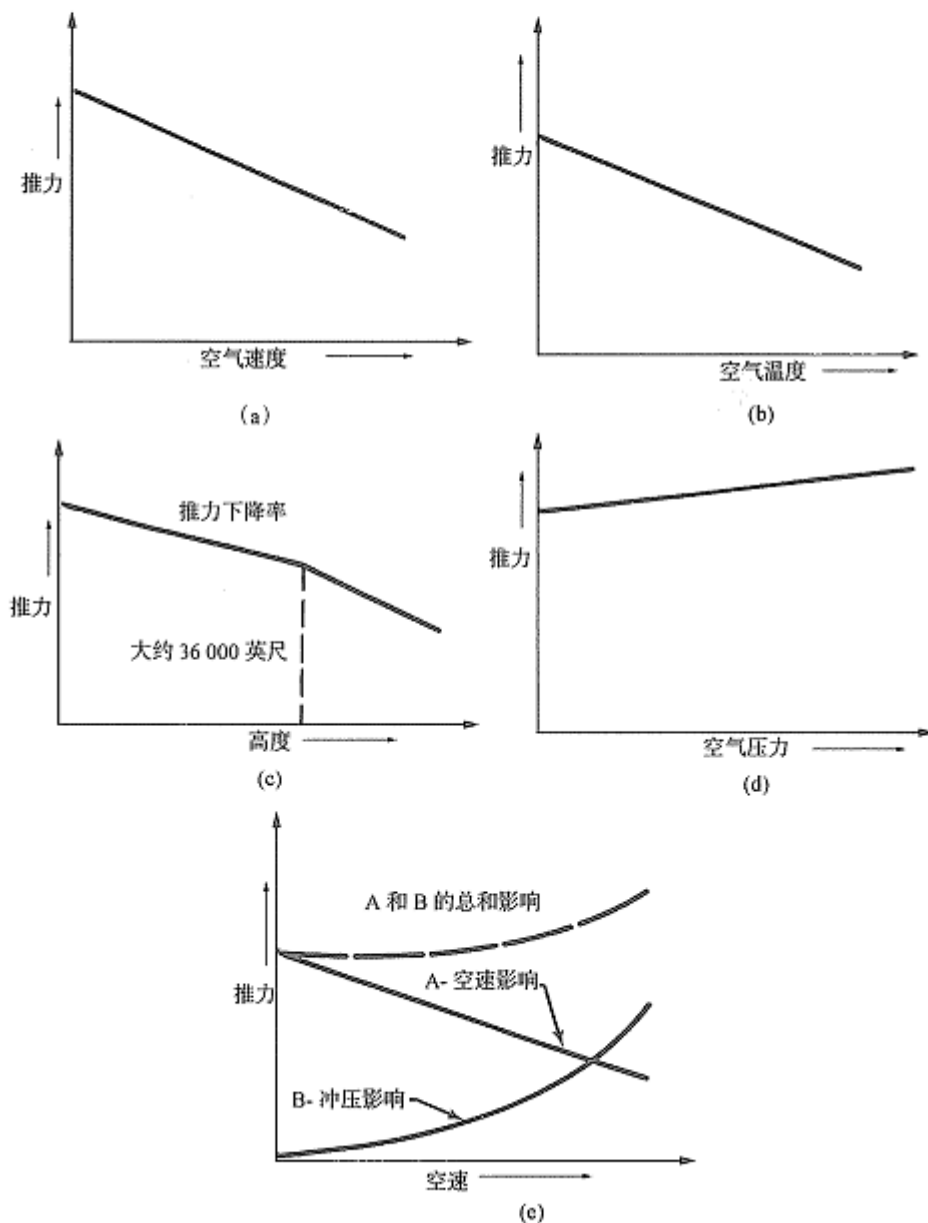 推力
空气速度
(a)
推力
空气温度
(b)
推力下降率
推力
大约 36 000 英尺
高度
(c)
推力
空气压力
(d)
A 和 B 的总和影响
推力
A- 空速影响
B- 冲压影响
空速
(e)